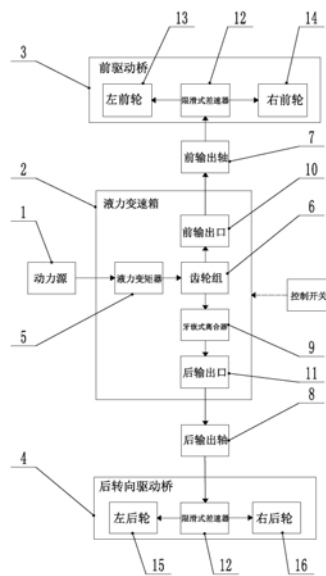 13
12
14
3
前驱动桥
左前轮
限滑式差速器
右前轮
前输出轴
7
2
液力变速箱
10
前输出口
1
6
动力源
液力变矩器
齿轮组
控制开关
5
牙嵌式离合器
9
后输出口
11
8
后输出轴
4
后转向驱动桥
左后轮
限滑式差速器
右后轮
15
12
16